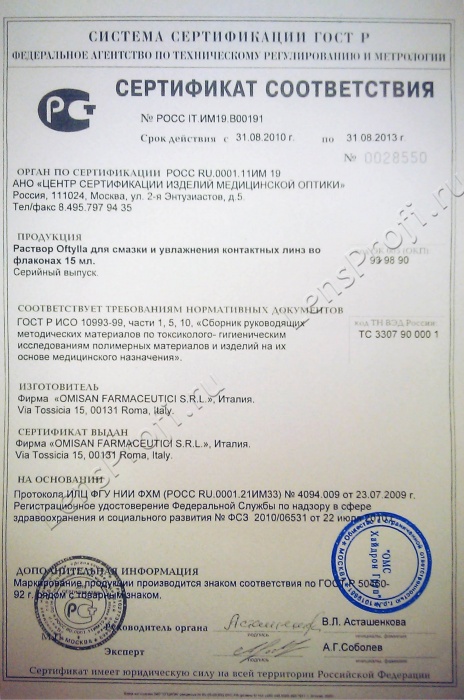 СИСТЕМА СЕРТИФИКАЦИИ ГОСТ Р
ФЕДЕРАЛЬНОЕ АГЕНТСТВО ПО ТЕХНИЧЕСКОМУ РЕГУЛИРОВАНИЮ И МЕТРОЛОГИИ
СЕРТИФИКАТ СООТВЕТСТВИЯ
№ РОСС IT ИМ19.В00191
Срок действия с 31.08.2010 г. по 31.08.2013 г.
№ 0028550
ОРГАН ПО СЕРТИФИКАЦИИ РОСС RU.0001.11ИМ 19
АНО «ЦЕНТР СЕРТИФИКАЦИИ ИЗДЕЛИЙ МЕДИЦИНСКОЙ ОПТИКИ»
Россия, 111024, Москва, ул. 2-я Энтузиастов, д.5.
Тел/факс 8.495.797 94 35
ПРОДУКЦИЯ
Раствор Oftylla для смазки и увлажнения контактных линз во
флаконах 15 мл.
Серийный выпуск.
93 98 90
СООТВЕТСТВУЕТ ТРЕБОВАНИЯМ НОРМАТИВНЫХ ДОКУМЕНТОВ
ГОСТ Р ИСО 10993-99, части 1, 5, 10, «Сборник руководящих
методических материалов по токсиколого- гигиеническим
исследованиям полимерных материалов и изделий на их
основе медицинского назначения».
код ТН ВЭД России
ТС 3307 90 000 1
ИЗГОТОВИТЕЛЬ
Фирма «OMISAN FARMACEUTICI S.R.L.», Италия.
Via Tossicia 15, 00131 Roma, Italy.
СЕРТИФИКАТ ВЫДАН
Фирма «OMISAN FARMACEUTICI S.R.L.», Италия.
Via Tossicia 15, 00131 Roma, Italy.
НА ОСНОВАНИИ
Протокола ИЛЦ ФГУ НИИ ФХМ (РОСС RU.0001.21ИМ33) № 4094.009 от 23.07.2009 г.
Регистрационное удостоверение Федеральной Службы по надзору в сфере
здравоохранения и социального развития № ФСЗ 2010/06531 от 22 июля
ДОПОЛНИТЕЛЬНАЯ ИНФОРМАЦИЯ
Маркирование продукции производится знаком соответствия по ГОСТ Р 50460-
92 г. рядом с товарным знаком.
Руководитель органа В.Л. Асташенкова
подпись
М.П.
Эксперт А.Г.Соболев
подпись
Сертификат имеет юридическую силу на всей территории Российской Федерации
LensProfi.ru
LensProfi.ru